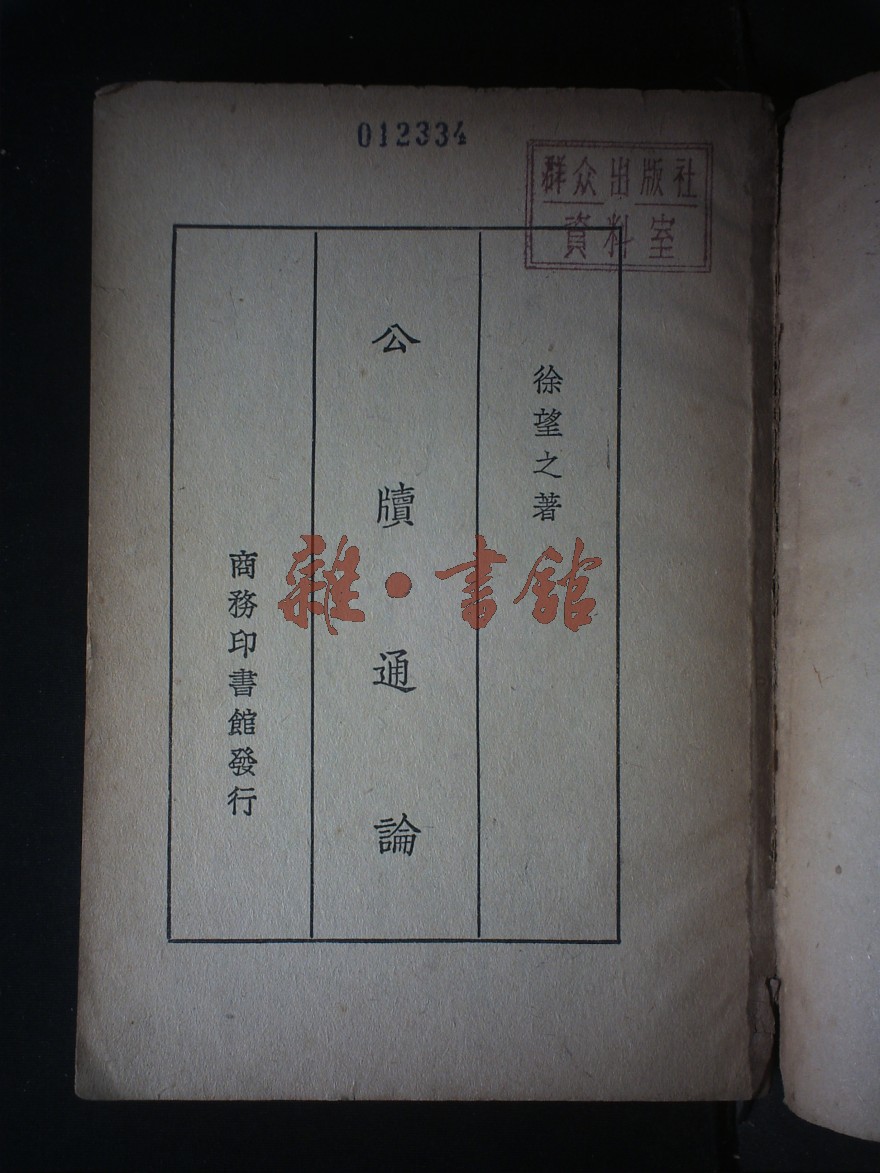 012334
群众出版社
資料室
徐望之著
公牘通論
商務印書館發行
雜·書館